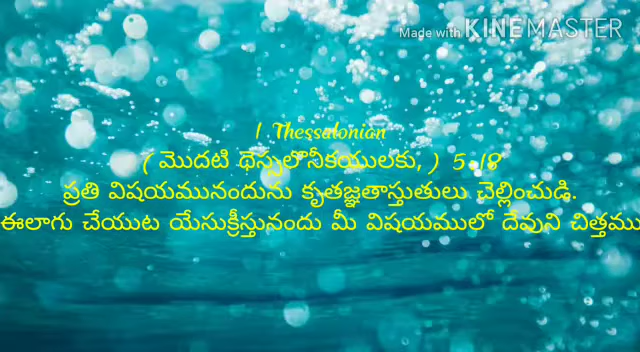 Made with KINEMASTER
1 Thessalonian
( మొదటి థెస్సలొనీకయులకు, ) 5 :18
ప్రతి విషయమునందును కృతజ్ఞతాస్తుతులు చెల్లించుడి.
ఈలాగు చేయుట యేసుక్రీస్తునందు మీ విషయములో దేవుని చిత్తము